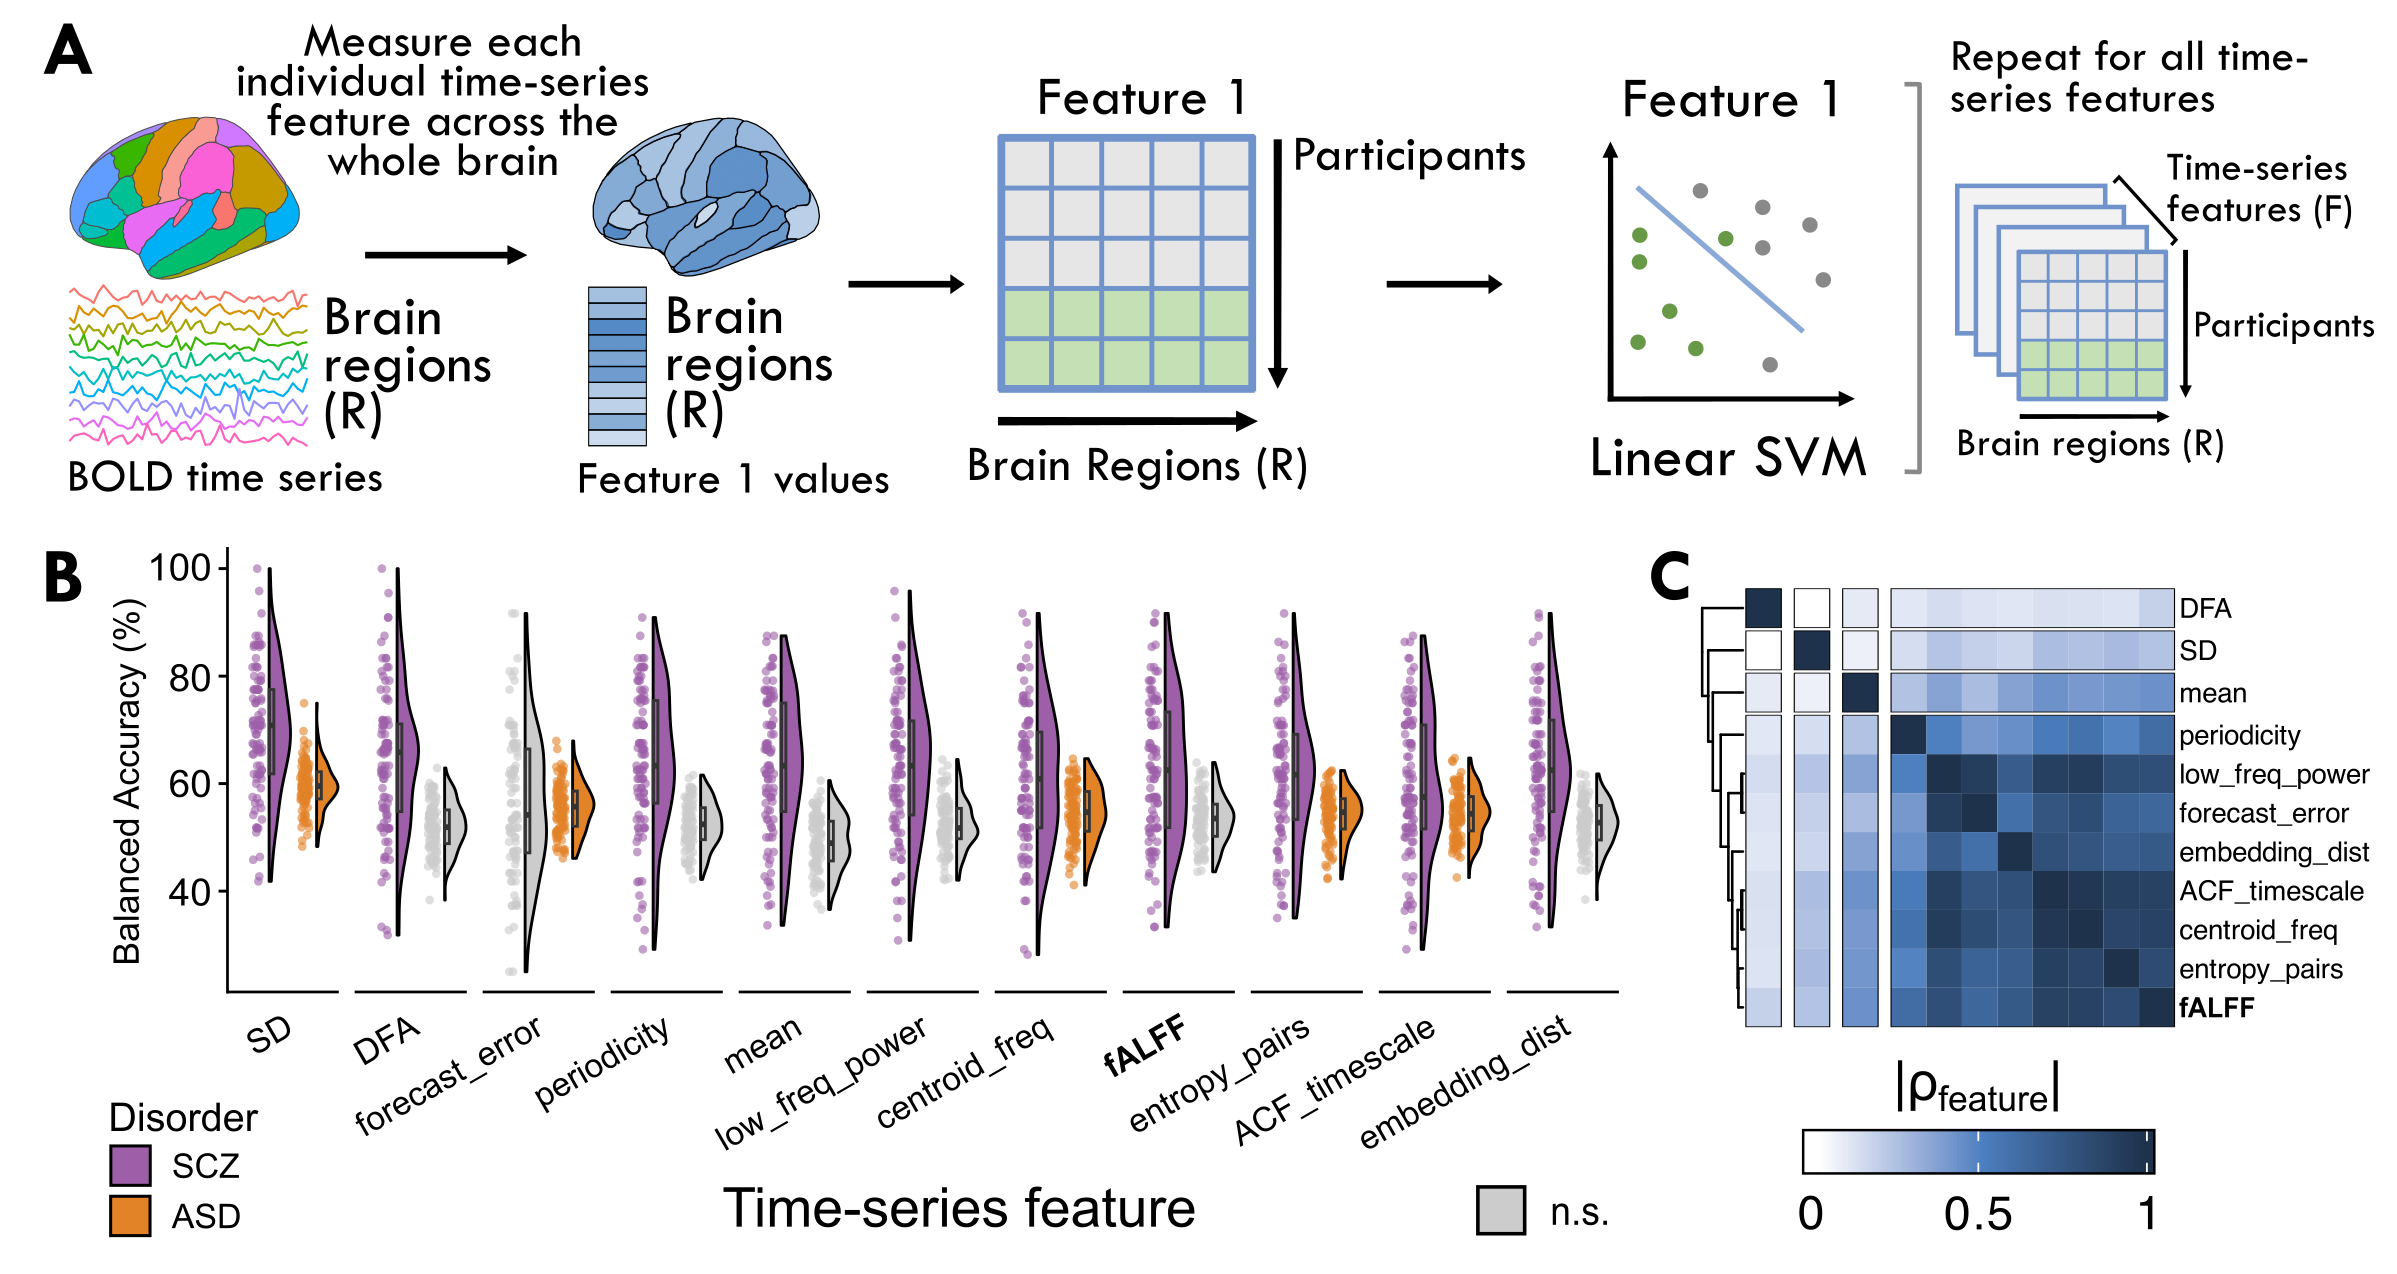 A
Measure each
individual time-series
feature across the
whole brain
Brain
regions
(R)
BOLD time series
Brain
regions
(R)
Feature 1 values
Feature 1
Participants
Brain Regions (R)
Feature 1
Linear SVM
Repeat for all time-
series features
Time-series
features (F)
Participants
Brain regions (R)
B
Balanced Accuracy (%)
100
80
60
40
SD
DFA
forecast_error
periodicity
mean
low_freq_power
centroid_freq
fALFF
entropy_pairs
ACF_timescale
embedding_dist
Time-series feature
Disorder
SCZ
ASD
n.s.
C
DFA
SD
mean
periodicity
low_freq_power
forecast_error
embedding_dist
ACF_timescale
centroid_freq
entropy_pairs
fALFF
|ρfeature|
0 0.5 1